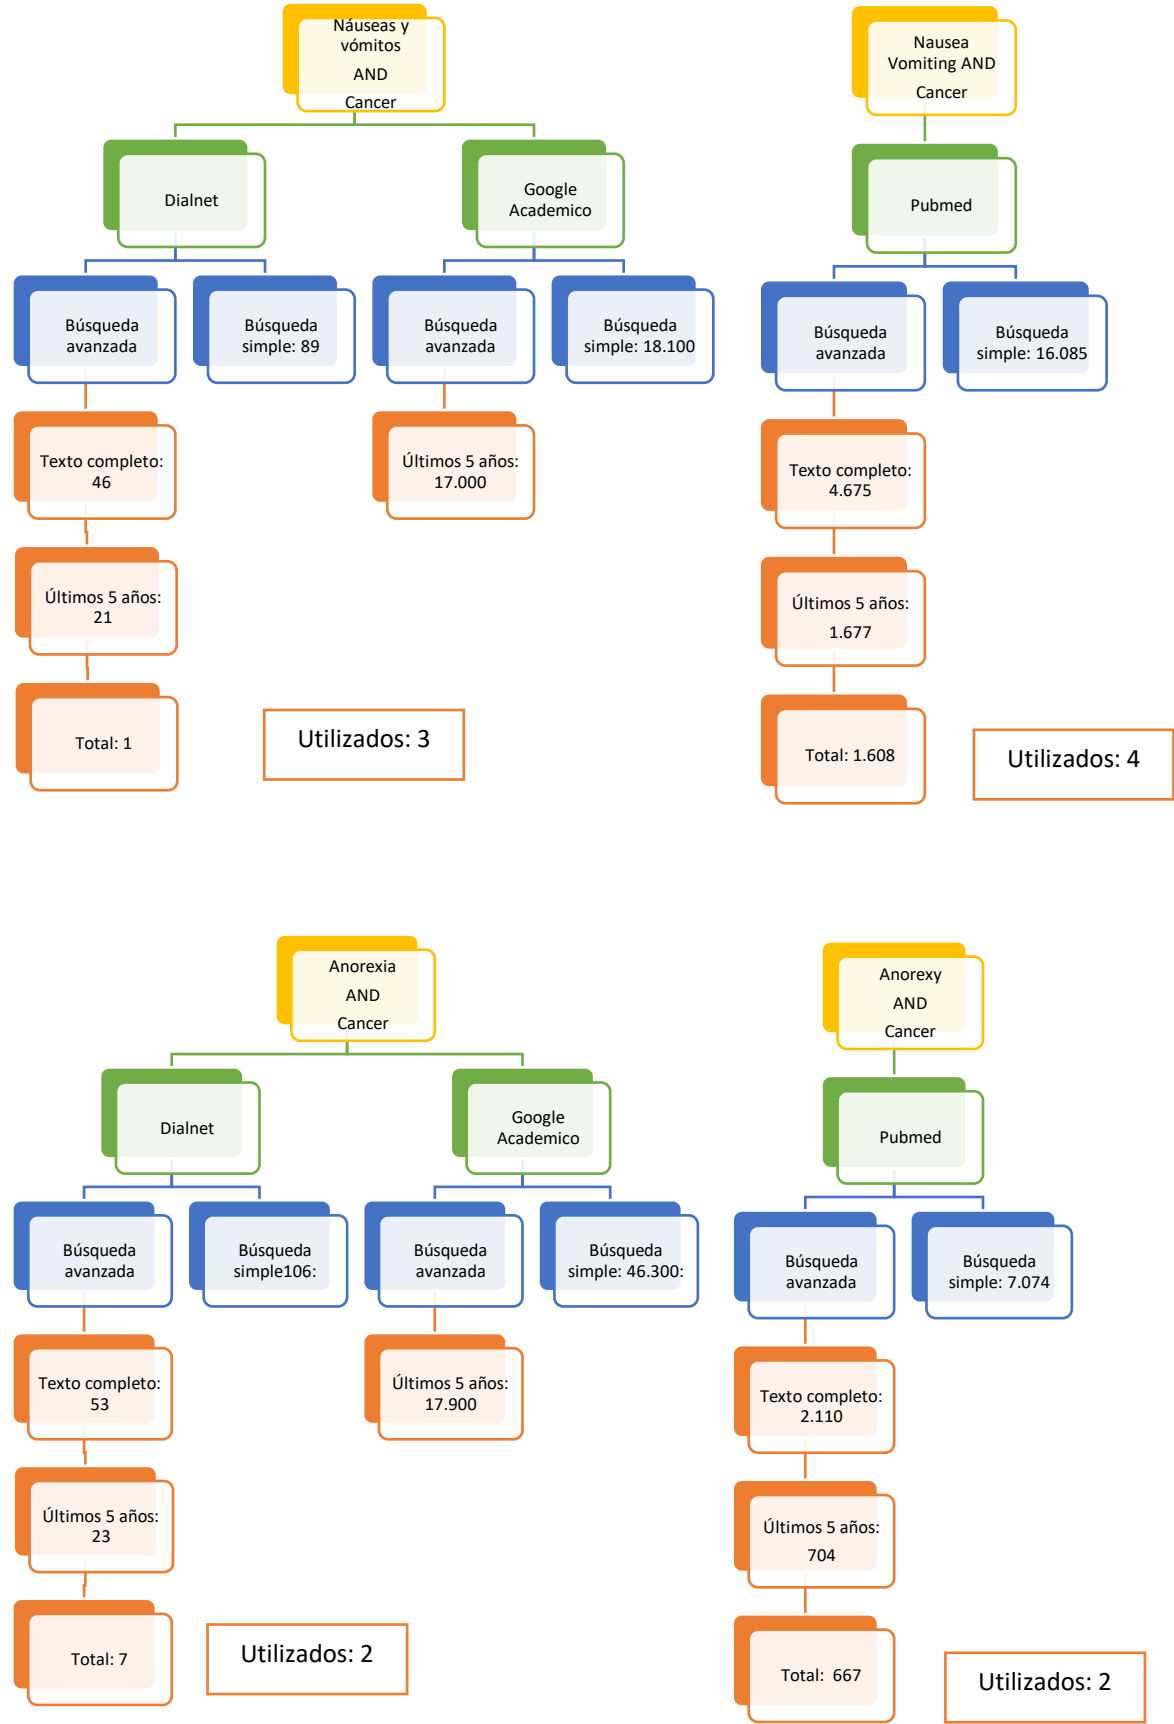 Náuseas y
vómitos
AND
Cancer
Dialnet
Google
Academico
Búsqueda
avanzada
Búsqueda
simple: 89
Búsqueda
avanzada
Búsqueda
simple: 18.100
Texto completo:
46
Últimos 5 años:
17.000
Últimos 5 años:
21
Total: 1
Utilizados: 3
Nausea
Vomiting AND
Cancer
Pubmed
Búsqueda
avanzada
Búsqueda
simple: 16.085
Texto completo:
4.675
Últimos 5 años:
1.677
Total: 1.608
Utilizados: 4
Anorexia
AND
Cancer
Dialnet
Google
Academico
Búsqueda
avanzada
Búsqueda
simple106:
Búsqueda
avanzada
Búsqueda
simple: 46.300:
Texto completo:
53
Últimos 5 años:
17.900
Últimos 5 años:
23
Total: 7
Utilizados: 2
Anorexy
AND
Cancer
Pubmed
Búsqueda
avanzada
Búsqueda
simple: 7.074
Texto completo:
2.110
Últimos 5 años:
704
Total: 667
Utilizados: 2